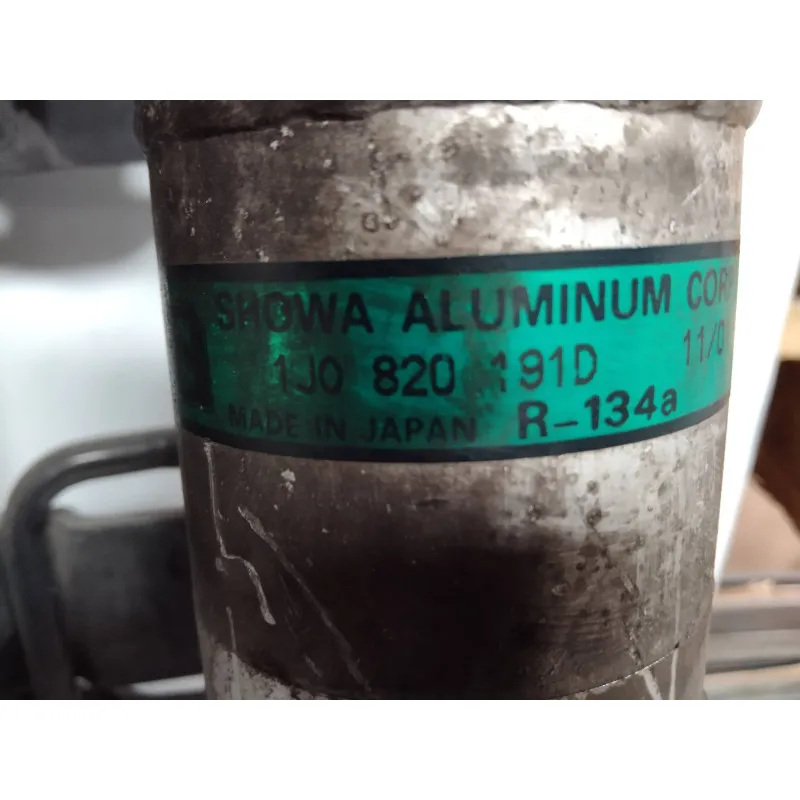 SHOWA ALUMINUM COR
1J0 820 191D 11/0
MADE IN JAPAN R-134a